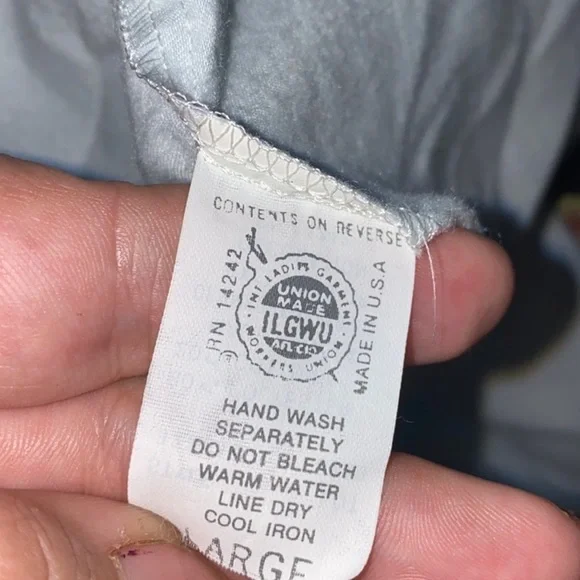 CONTENTS ON REVERSE
RN 14242
INT. LADIES GARMENT WORKERS UNION
UNION
MADE
ILGWU
AFL-CIO
®
MADE IN U.S.A
HAND WASH
SEPARATELY
DO NOT BLEACH
WARM WATER
LINE DRY
COOL IRON
LARGE